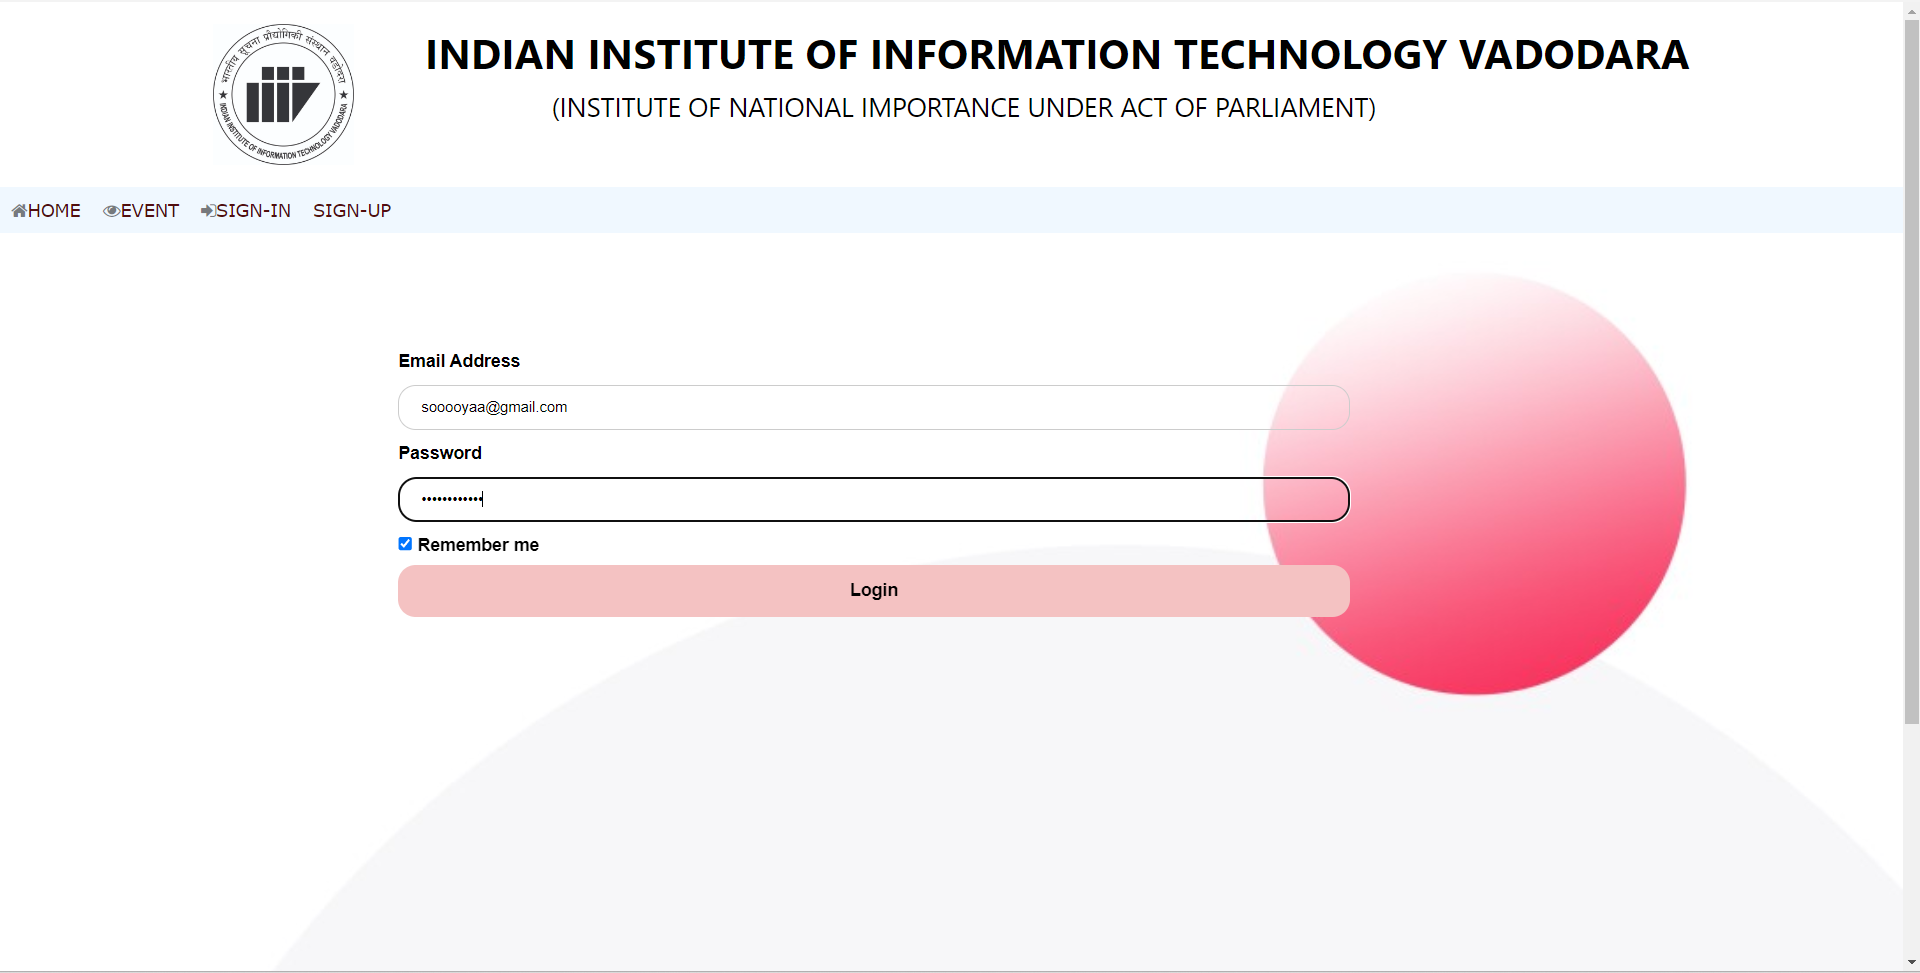 भारतीय सूचना प्रौद्योगिकी संस्थान वडोदरा
INDIAN INSTITUTE OF INFORMATION TECHNOLOGY VADODARA
INDIAN INSTITUTE OF INFORMATION TECHNOLOGY VADODARA
(INSTITUTE OF NATIONAL IMPORTANCE UNDER ACT OF PARLIAMENT)
HOME EVENT SIGN-IN SIGN-UP
Email Address
sooooyaa@gmail.com
Password
••••••••••••
Remember me
Login